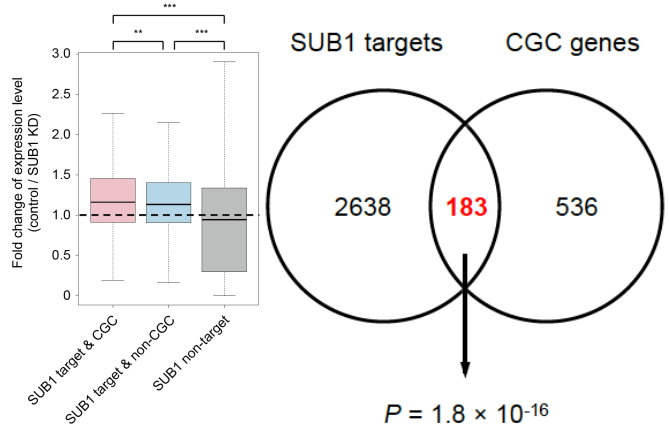 ***
**
***
3.0
2.5
2.0
1.5
1.0
0.5
0
Fold change of expression level
(control / SUB1 KD)
SUB1 target & CGC
SUB1 target & non-CGC
SUB1 non-target
SUB1 targets
CGC genes
2638
183
536
P = 1.8 × 10-16